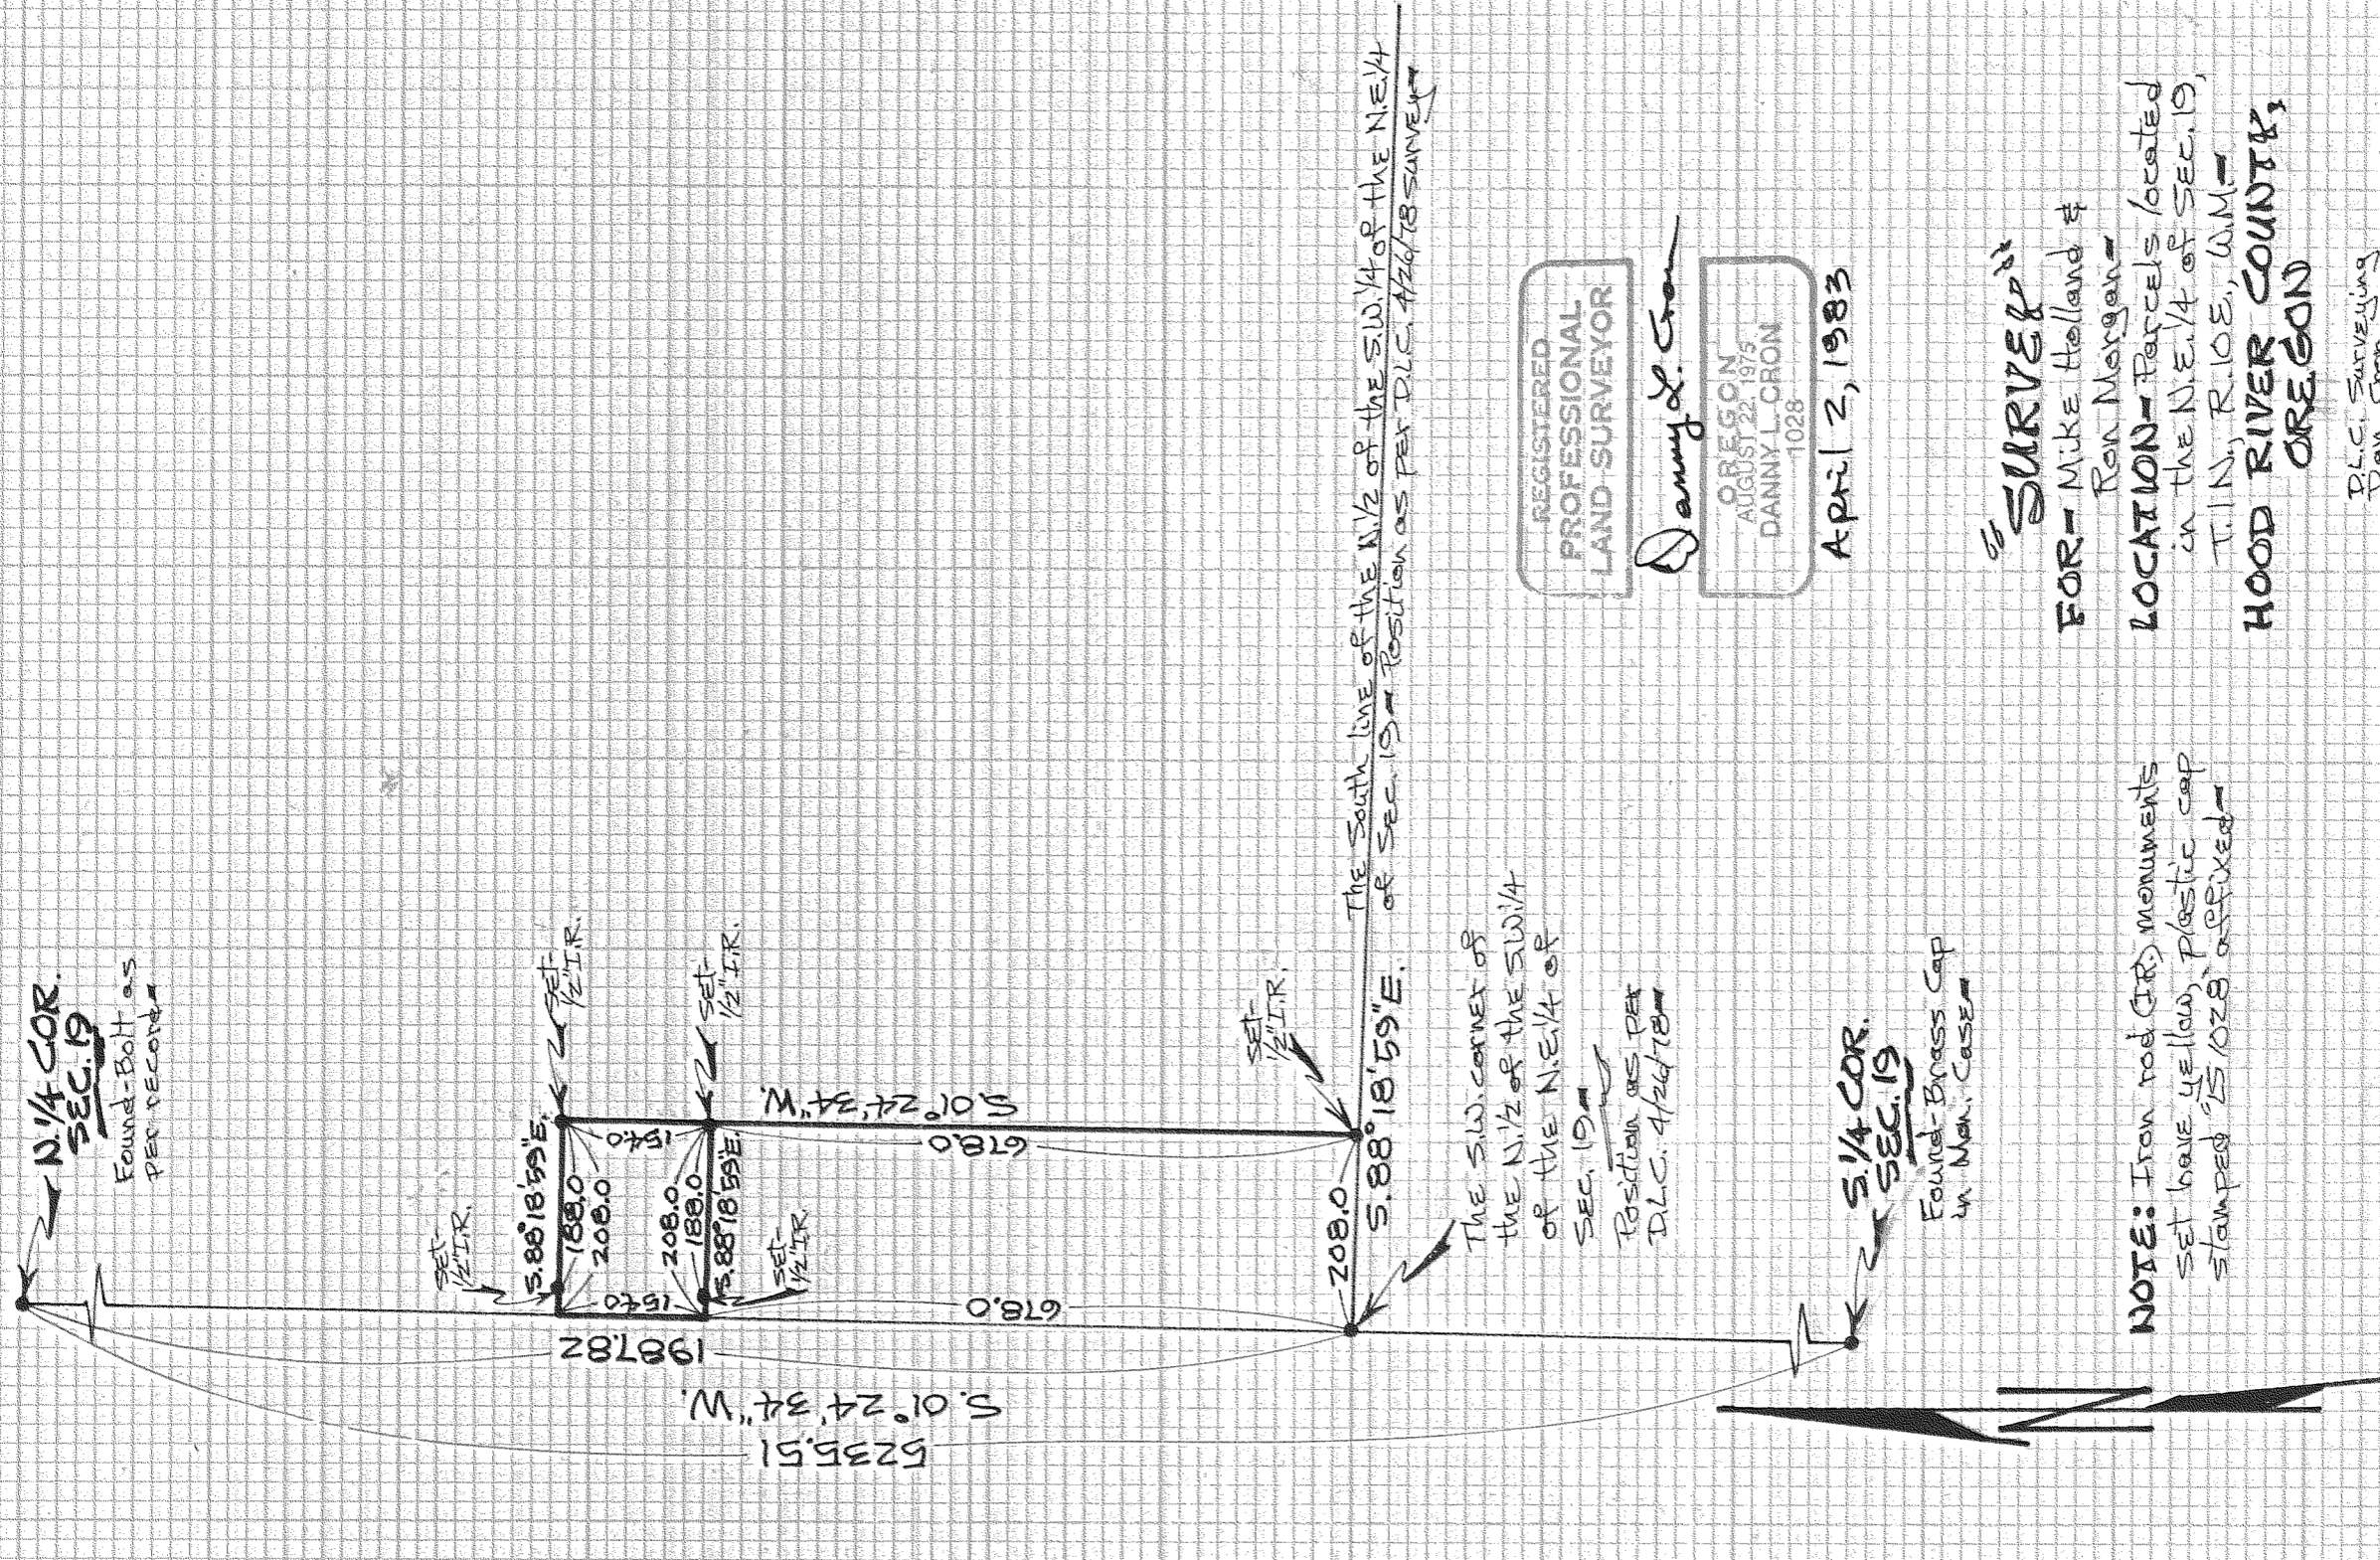 N.1/4 COR.
SEC.19
Found-Bolt as
per record-
Set-
1/2" I.R.
S.88°18'59"E.
188.0
208.0
Set-
1/2" I.R.
154.0
154.0
208.0
188.0
S.88°18'59"E.
Set-
1/2" I.R.
Set-
1/2" I.R.
S.01°24'34"W.
678.0
678.0
1987.82
S.01°24'34"W.
5235.51
Set-
1/2" I.R.
208.0
S.88°18'59"E.
The South line of the N.1/2 of the S.W.1/4 of the N.E.1/4
of Sec. 19- Position as per D.L.C. 4/26/78 survey-
The S.W. corner of
the N.1/2 of the S.W.1/4
of the N.E.1/4 of
Sec. 19-
Position as per
D.L.C. 4/26/78-
S.1/4 COR.
SEC.19
Found-Brass Cap
in Mon. Case-
REGISTERED
PROFESSIONAL
LAND SURVEYOR
Danny L. Cron
OREGON
AUGUST 22, 1975
DANNY L. CRON
1028
April 2, 1983
NOTE: Iron rod (I.R.) monuments
set have yellow, plastic cap
stamped "LS 1028" affixed-
"SURVEY"
FOR- Mike Holland &
Ron Morgan-
LOCATION- Parcels located
in the N.E.1/4 of Sec. 19,
T.1N., R.10E., W.M.-
HOOD RIVER COUNTY,
OREGON
D.L.C. Surveying
Dan Cron
N